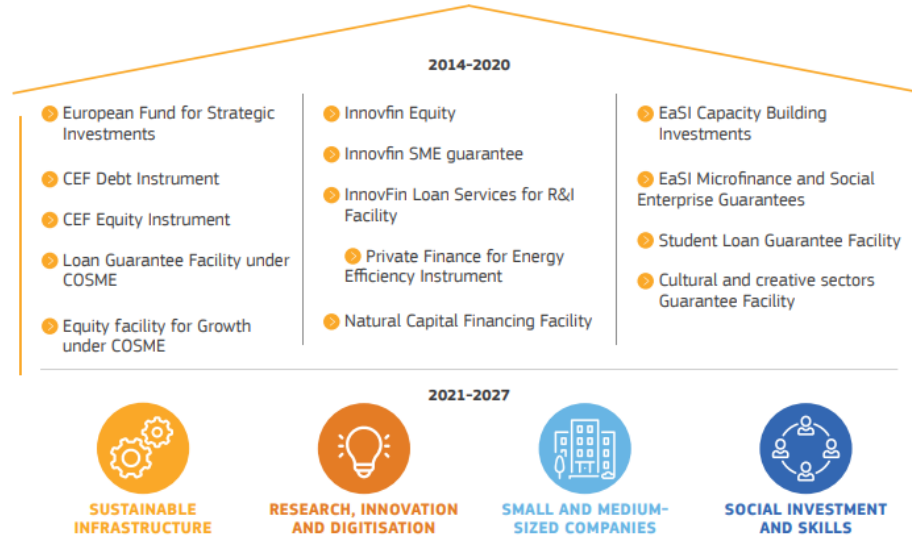 2014-2020
European Fund for Strategic
Investments
CEF Debt Instrument
CEF Equity Instrument
Loan Guarantee Facility under
COSME
Equity facility for Growth
under COSME
Innovfin Equity
Innovfin SME guarantee
InnovFin Loan Services for R&I
Facility
Private Finance for Energy
Efficiency Instrument
Natural Capital Financing Facility
EaSI Capacity Building
Investments
EaSI Microfinance and Social
Enterprise Guarantees
Student Loan Guarantee Facility
Cultural and creative sectors
Guarantee Facility
2021-2027
SUSTAINABLE
INFRASTRUCTURE
RESEARCH, INNOVATION
AND DIGITISATION
SMALL AND MEDIUM-
SIZED COMPANIES
SOCIAL INVESTMENT
AND SKILLS